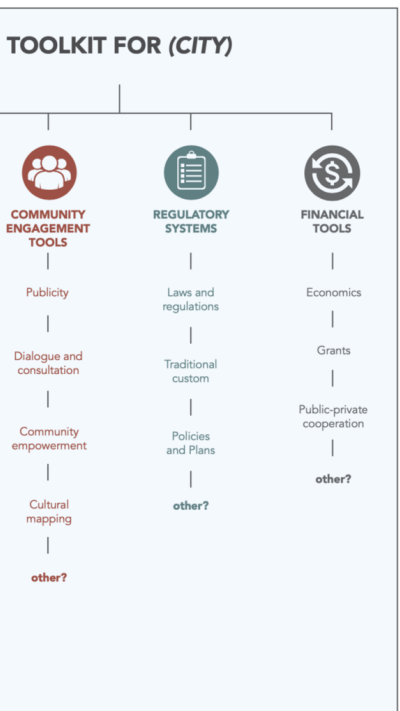 TOOLKIT FOR (CITY)
COMMUNITY
ENGAGEMENT
TOOLS
Publicity
Dialogue and
consultation
Community
empowerment
Cultural
mapping
other?
REGULATORY
SYSTEMS
Laws and
regulations
Traditional
custom
Policies
and Plans
other?
FINANCIAL
TOOLS
Economics
Grants
Public-private
cooperation
other?